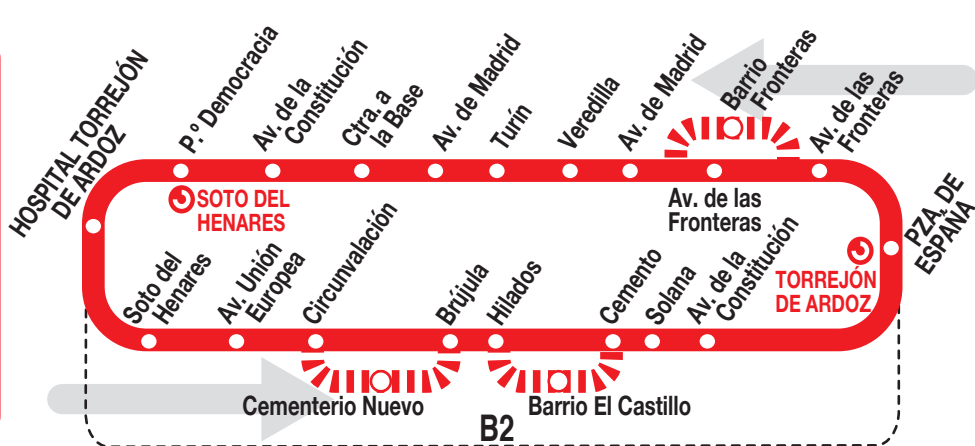 HOSPITAL TORREJÓN
DE ARDOZ
P.º Democracia
Av. de la
Constitución
Ctra. a
la Base
Av. de Madrid
Turín
Veredilla
Av. de Madrid
Barrio
Fronteras
Av. de las
Fronteras
SOTO DEL
HENARES
Av. de las
Fronteras
PZA. DE
ESPAÑA
TORREJÓN
DE ARDOZ
Soto del
Henares
Av. Unión
Europea
Circunvalación
Brújula
Hilados
Cemento
Solana
Av. de la
Constitución
Cementerio Nuevo
Barrio El Castillo
B2